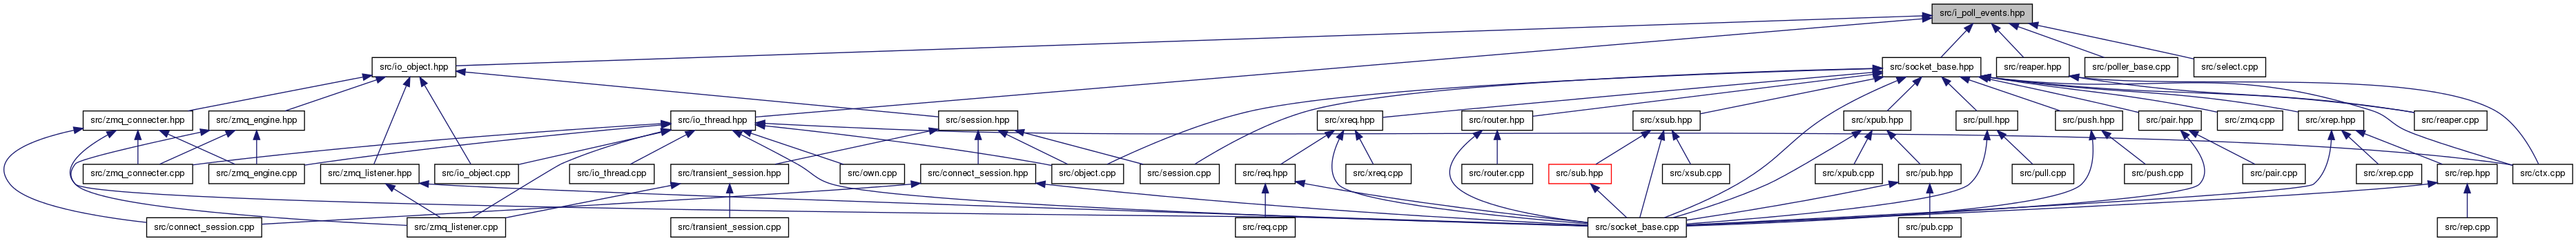 src/i_poll_events.hpp
src/io_object.hpp
src/socket_base.hpp
src/reaper.hpp
src/poller_base.cpp
src/select.cpp
src/zmq_connecter.hpp
src/zmq_engine.hpp
src/io_thread.hpp
src/session.hpp
src/xreq.hpp
src/router.hpp
src/xsub.hpp
src/xpub.hpp
src/pull.hpp
src/push.hpp
src/pair.hpp
src/zmq.cpp
src/xrep.hpp
src/reaper.cpp
src/zmq_connecter.cpp
src/zmq_engine.cpp
src/zmq_listener.hpp
src/io_object.cpp
src/io_thread.cpp
src/transient_session.hpp
src/own.cpp
src/connect_session.hpp
src/object.cpp
src/session.cpp
src/req.hpp
src/xreq.cpp
src/router.cpp
src/sub.hpp
src/xsub.cpp
src/xpub.cpp
src/pub.hpp
src/pull.cpp
src/push.cpp
src/pair.cpp
src/xrep.cpp
src/rep.hpp
src/ctx.cpp
src/connect_session.cpp
src/zmq_listener.cpp
src/transient_session.cpp
src/req.cpp
src/socket_base.cpp
src/pub.cpp
src/rep.cpp